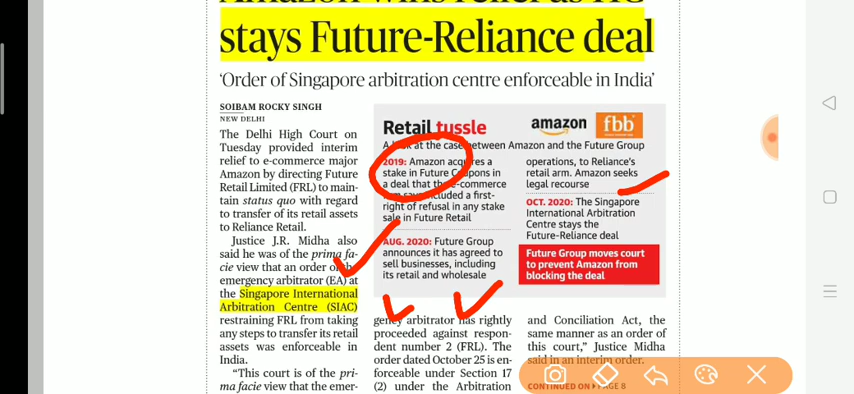 stays Future-Reliance deal
'Order of Singapore arbitration centre enforceable in India'
SOIBAM ROCKY SINGH
NEW DELHI
The Delhi High Court on
Tuesday provided interim
relief to e-commerce major
Amazon by directing Future
Retail Limited (FRL) to main-
tain status quo with regard
to transfer of its retail assets
to Reliance Retail.
Justice J.R. Midha also
said he was of the prima fa-
cie view that an order of the
emergency arbitrator (EA) at
the Singapore International
Arbitration Centre (SIAC)
restraining FRL from taking
any steps to transfer its retail
assets was enforceable in
India.
"This court is of the pri-
ma facie view that the emer-
Retail tussle
amazon
fbb
A look at the case between Amazon and the Future Group
2019: Amazon acquires a
stake in Future Coupons in
a deal that the e-commerce
says included a first-
right of refusal in any stake
sale in Future Retail
AUG. 2020: Future Group
announces it has agreed to
sell businesses, including
its retail and wholesale
operations, to Reliance's
retail arm. Amazon seeks
legal recourse
OCT. 2020: The Singapore
International Arbitration
Centre stays the
Future-Reliance deal
Future Group moves court
to prevent Amazon from
blocking the deal
gency arbitrator has rightly
proceeded against respon-
dent number 2 (FRL). The
order dated October 25 is en-
forceable under Section 17
(2) under the Arbitration
and Conciliation Act, the
same manner as an order of
this court," Justice Midha
said in an interim order.
CONTINUED ON PAGE 8